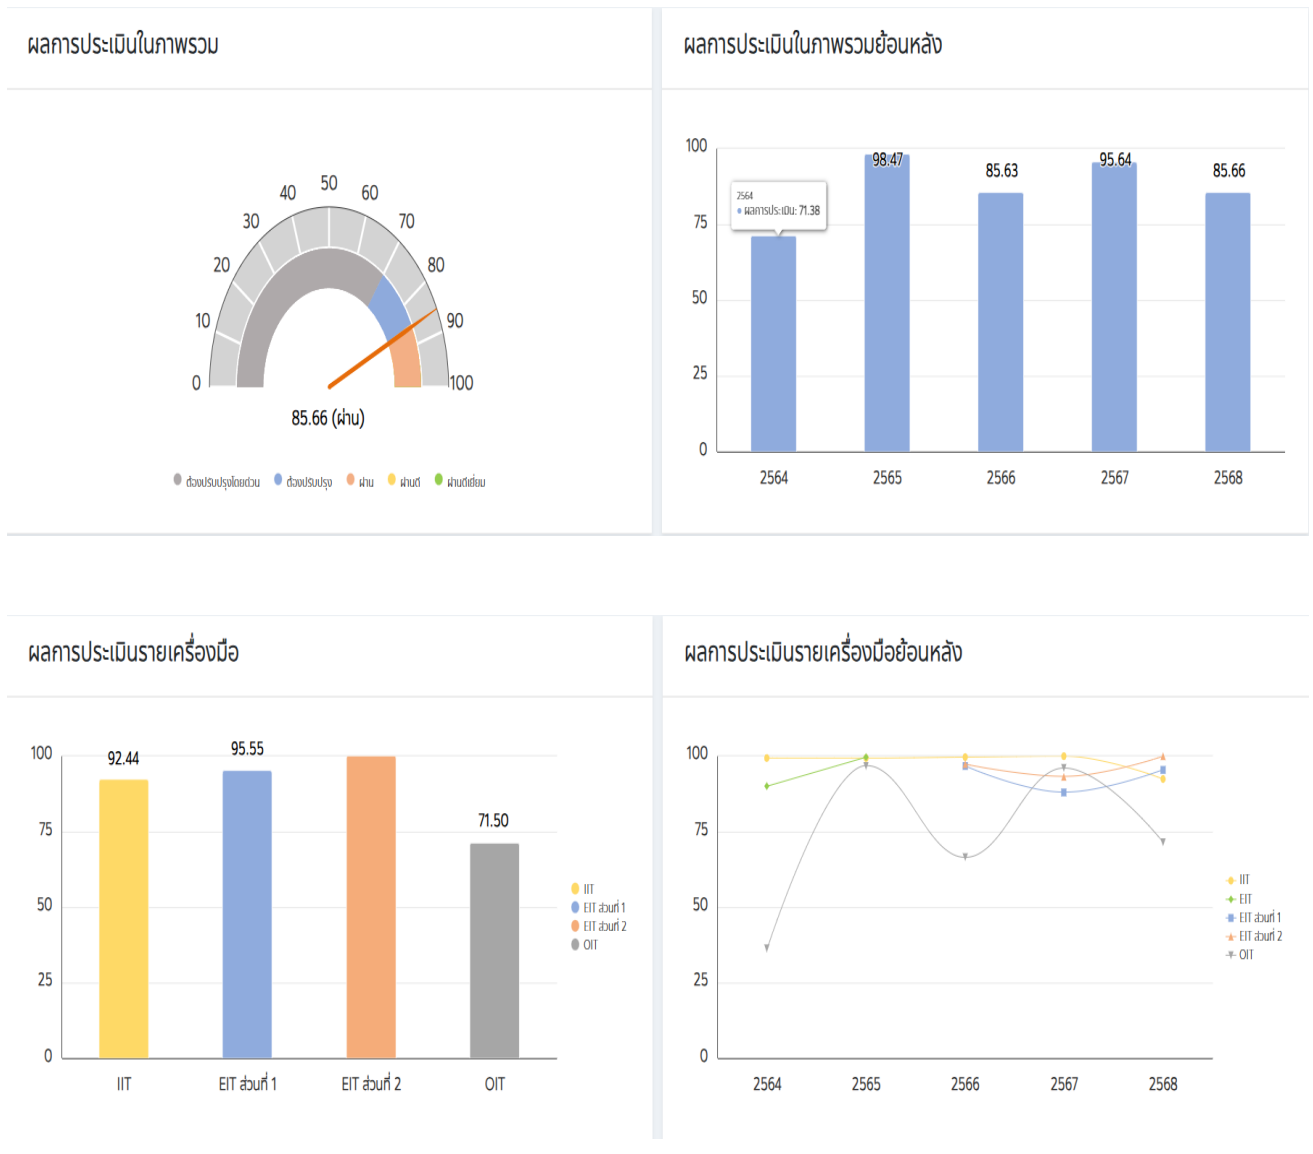 ผลการประเมินในภาพรวม
50
40
60
30
70
20
80
10
90
0
100
85.66 (ผ่าน)
ต้องปรับปรุงโดยด่วน
ต้องปรับปรุง
ผ่าน
ผ่านดี
ผ่านดีเยี่ยม
ผลการประเมินในภาพรวมย้อนหลัง
100
75
50
25
0
2564
ผลการประเมิน: 71.38
98.47
85.63
95.64
85.66
2564
2565
2566
2567
2568
ผลการประเมินรายเครื่องมือ
100
75
50
25
0
92.44
95.55
71.50
IIT
EIT ส่วนที่ 1
EIT ส่วนที่ 2
OIT
IIT
EIT ส่วนที่ 1
EIT ส่วนที่ 2
OIT
ผลการประเมินรายเครื่องมือย้อนหลัง
100
75
50
25
0
2564
2565
2566
2567
2568
IIT
EIT
EIT ส่วนที่ 1
EIT ส่วนที่ 2
OIT